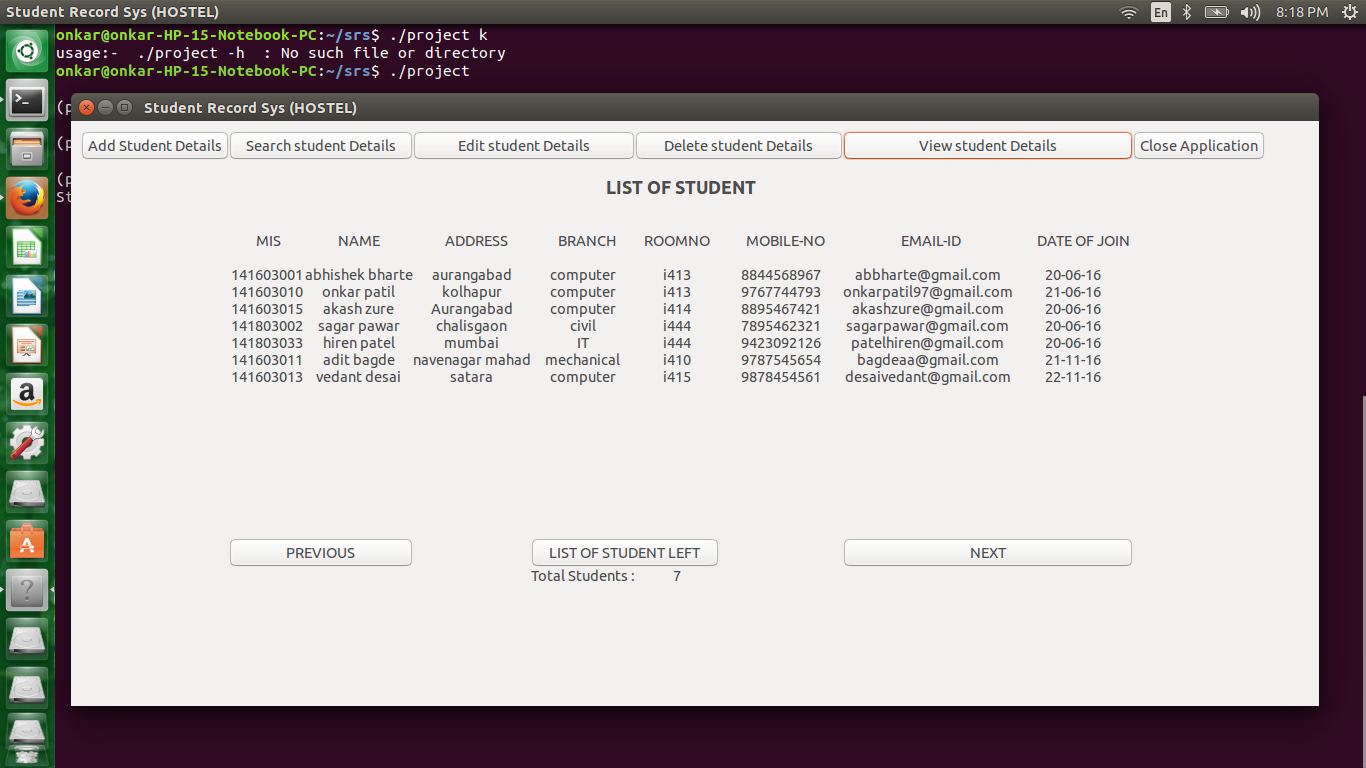 Student Record Sys (HOSTEL) En 8:18 PM
onkar@onkar-HP-15-Notebook-PC:~/srs$ ./project k
usage:-  ./project -h  : No such file or directory
onkar@onkar-HP-15-Notebook-PC:~/srs$ ./project
(p
Student Record Sys (HOSTEL)
(p
Add Student Details Search student Details Edit student Details Delete student Details View student Details Close Application
(p
LIST OF STUDENT
St
MIS NAME ADDRESS BRANCH ROOMNO MOBILE-NO EMAIL-ID DATE OF JOIN
141603001 abhishek bharte aurangabad computer i413 8844568967 abbharte@gmail.com 20-06-16
141603010 onkar patil kolhapur computer i413 9767744793 onkarpatil97@gmail.com 21-06-16
141603015 akash zure Aurangabad computer i414 8895467421 akashzure@gmail.com 20-06-16
141803002 sagar pawar chalisgaon civil i444 7895462321 sagarpawar@gmail.com 20-06-16
141803033 hiren patel mumbai IT i444 9423092126 patelhiren@gmail.com 20-06-16
141603011 adit bagde navenagar mahad mechanical i410 9787545654 bagdeaa@gmail.com 21-11-16
141603013 vedant desai satara computer i415 9878454561 desaivedant@gmail.com 22-11-16
PREVIOUS LIST OF STUDENT LEFT NEXT
Total Students : 7